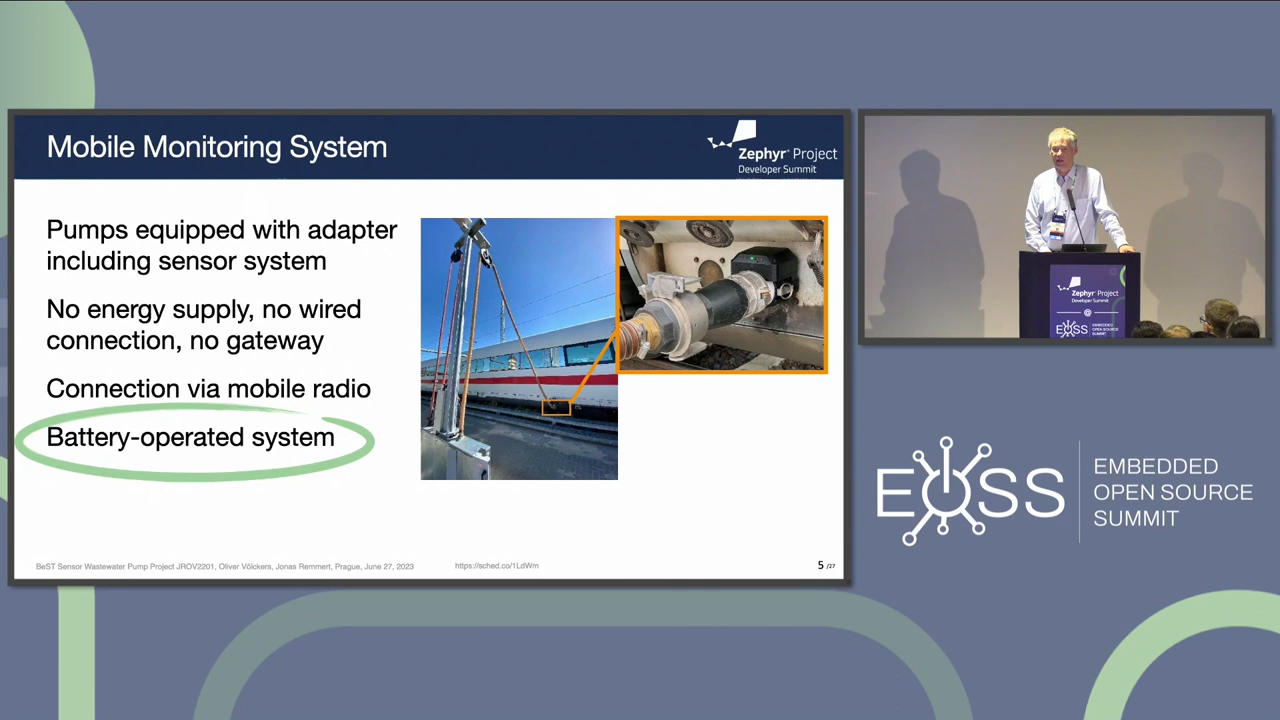 Mobile Monitoring System
Zephyr® Project
Developer Summit
Pumps equipped with adapter
including sensor system
No energy supply, no wired
connection, no gateway
Connection via mobile radio
Battery-operated system
BeST Sensor Wastewater Pump Project JROV2201, Oliver Völckers, Jonas Remmert, Prague, June 27, 2023
https://sched.co/1LdWm
5 /27
Zephyr Project
Developer Summit
@
EOSS
EMBEDDED
OPEN SOURCE
SUMMIT
EOSS
EMBEDDED
OPEN SOURCE
SUMMIT